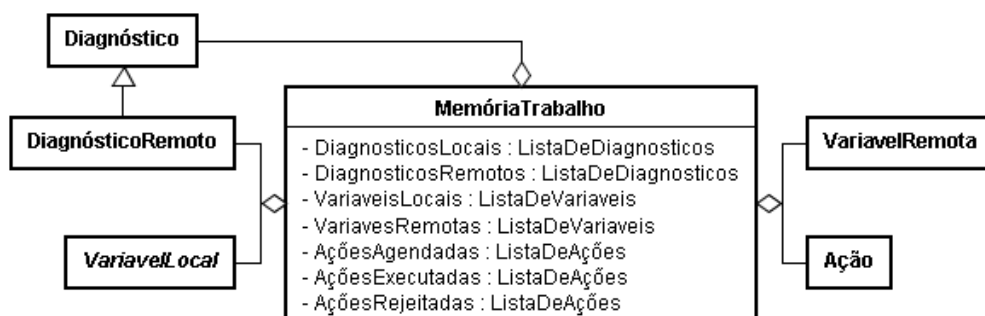 Diagnóstico
MemóriaTrabalho
DiagnósticoRemoto
VariavelRemota
- DiagnosticosLocais : ListaDeDiagnosticos
- DiagnosticosRemotos : ListaDeDiagnosticos
- VariaveisLocais : ListaDeVariaveis
- VariavesRemotas : ListaDeVariaveis
VariavelLocal
Ação
- AçõesAgendadas : ListaDeAções
- AçõesExecutadas : ListaDeAções
- AçõesRejeitadas : ListaDeAções